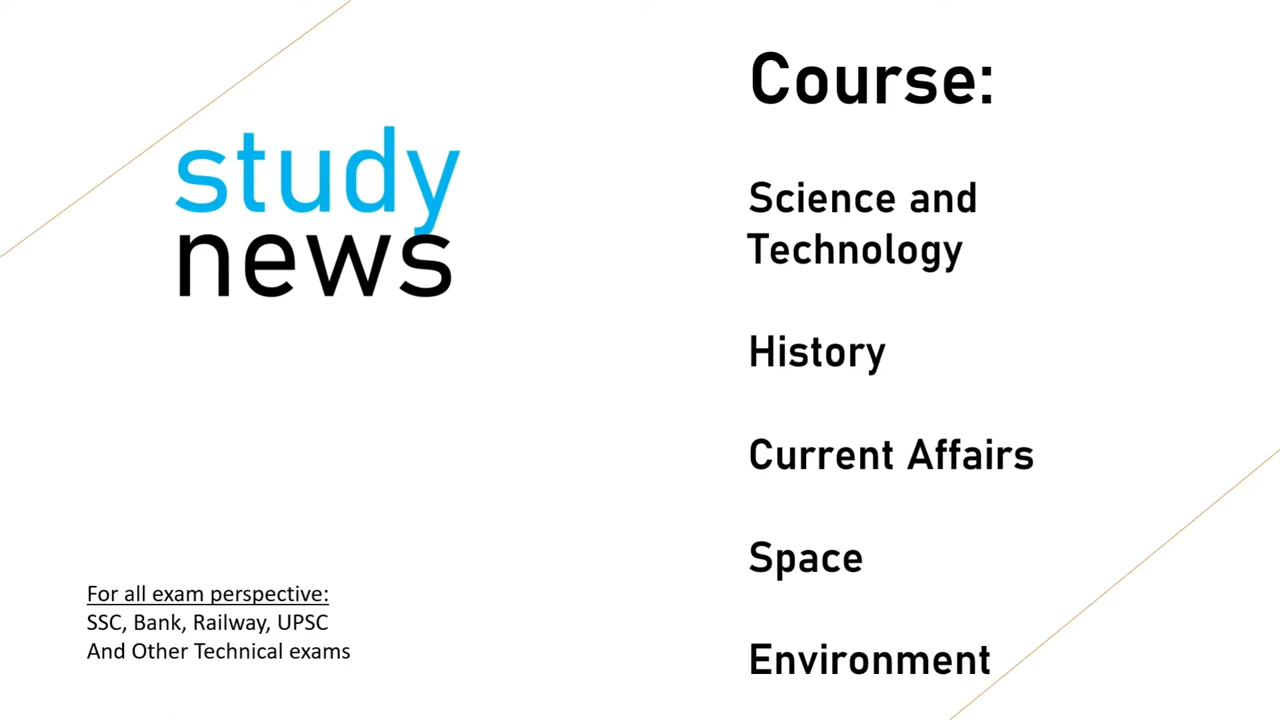 study
news
For all exam perspective:
SSC, Bank, Railway, UPSC
And Other Technical exams
Course:
Science and
Technology
History
Current Affairs
Space
Environment